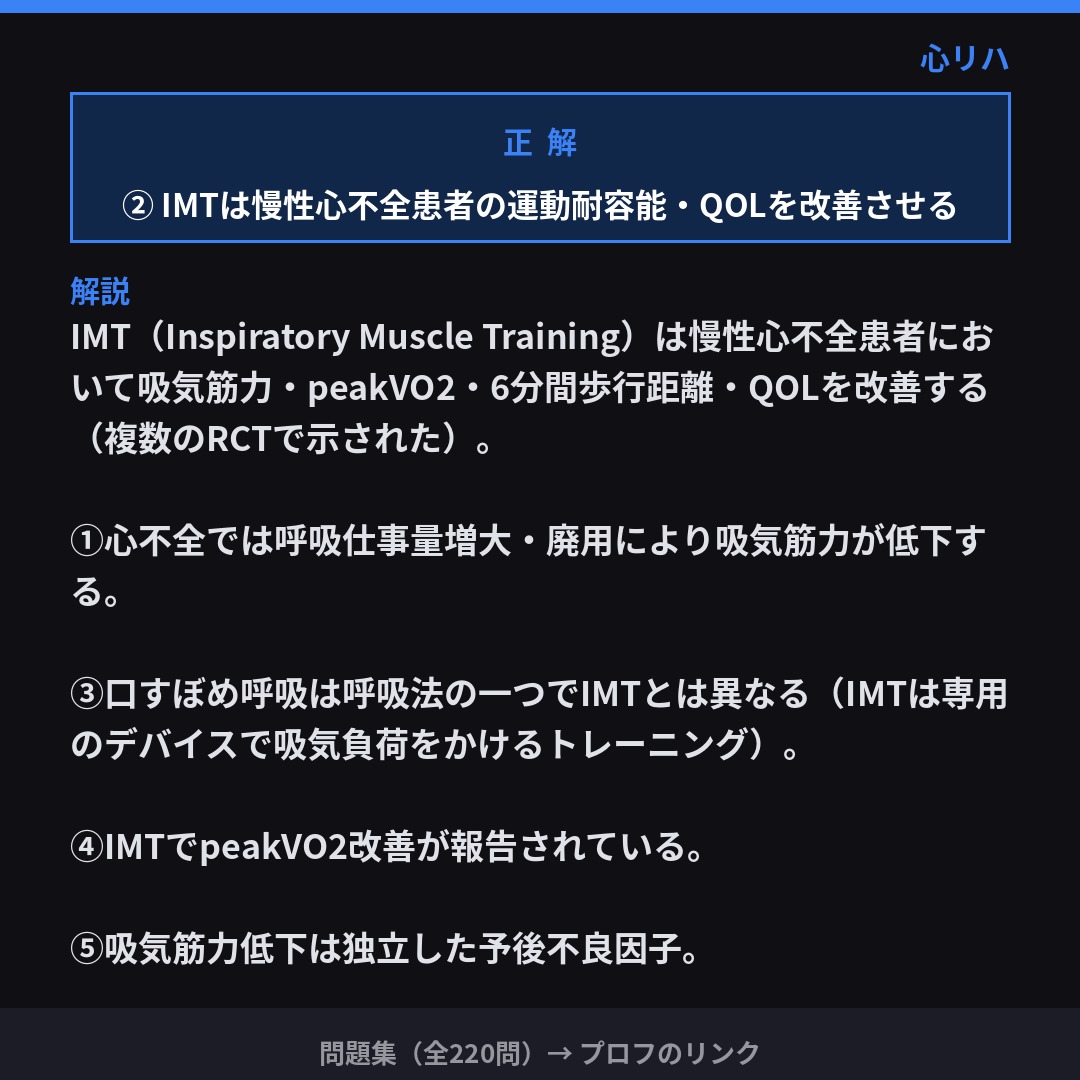 心リハ
正 解
② IMTは慢性心不全患者の運動耐容能・QOLを改善させる
解説
IMT（Inspiratory Muscle Training）は慢性心不全患者にお
いて吸気筋力・peakVO2・6分間歩行距離・QOLを改善する
（複数のRCTで示された）。
①心不全では呼吸仕事量増大・廃用により吸気筋力が低下す
る。
③口すぼめ呼吸は呼吸法の一つでIMTとは異なる（IMTは専用
のデバイスで吸気負荷をかけるトレーニング）。
④IMTでpeakVO2改善が報告されている。
⑤吸気筋力低下は独立した予後不良因子。
問題集（全220問）→ プロフのリンク